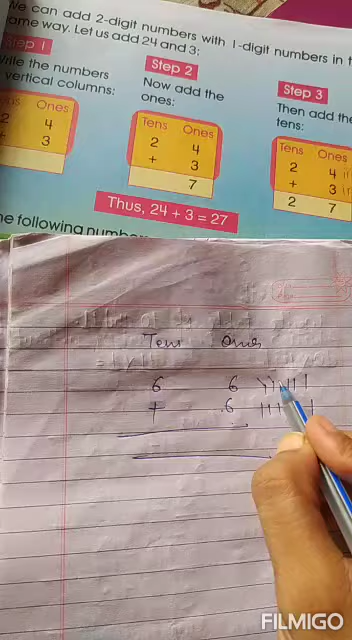 We can add 2-digit numbers with 1-digit numbers in
ame way. Let us add 24 and 3:
Step 1
Write the numbers
vertical columns:
Tens Ones
2 4
+ 3
Step 2
Now add the
ones:
Tens Ones
2 4
+ 3
7
Step 3
Then add the
tens:
Tens Ones
2 4
+ 3
2 7
Thus, 24 + 3 = 27
he following
Tens Ones
6 6
+ 6
FILMIGO